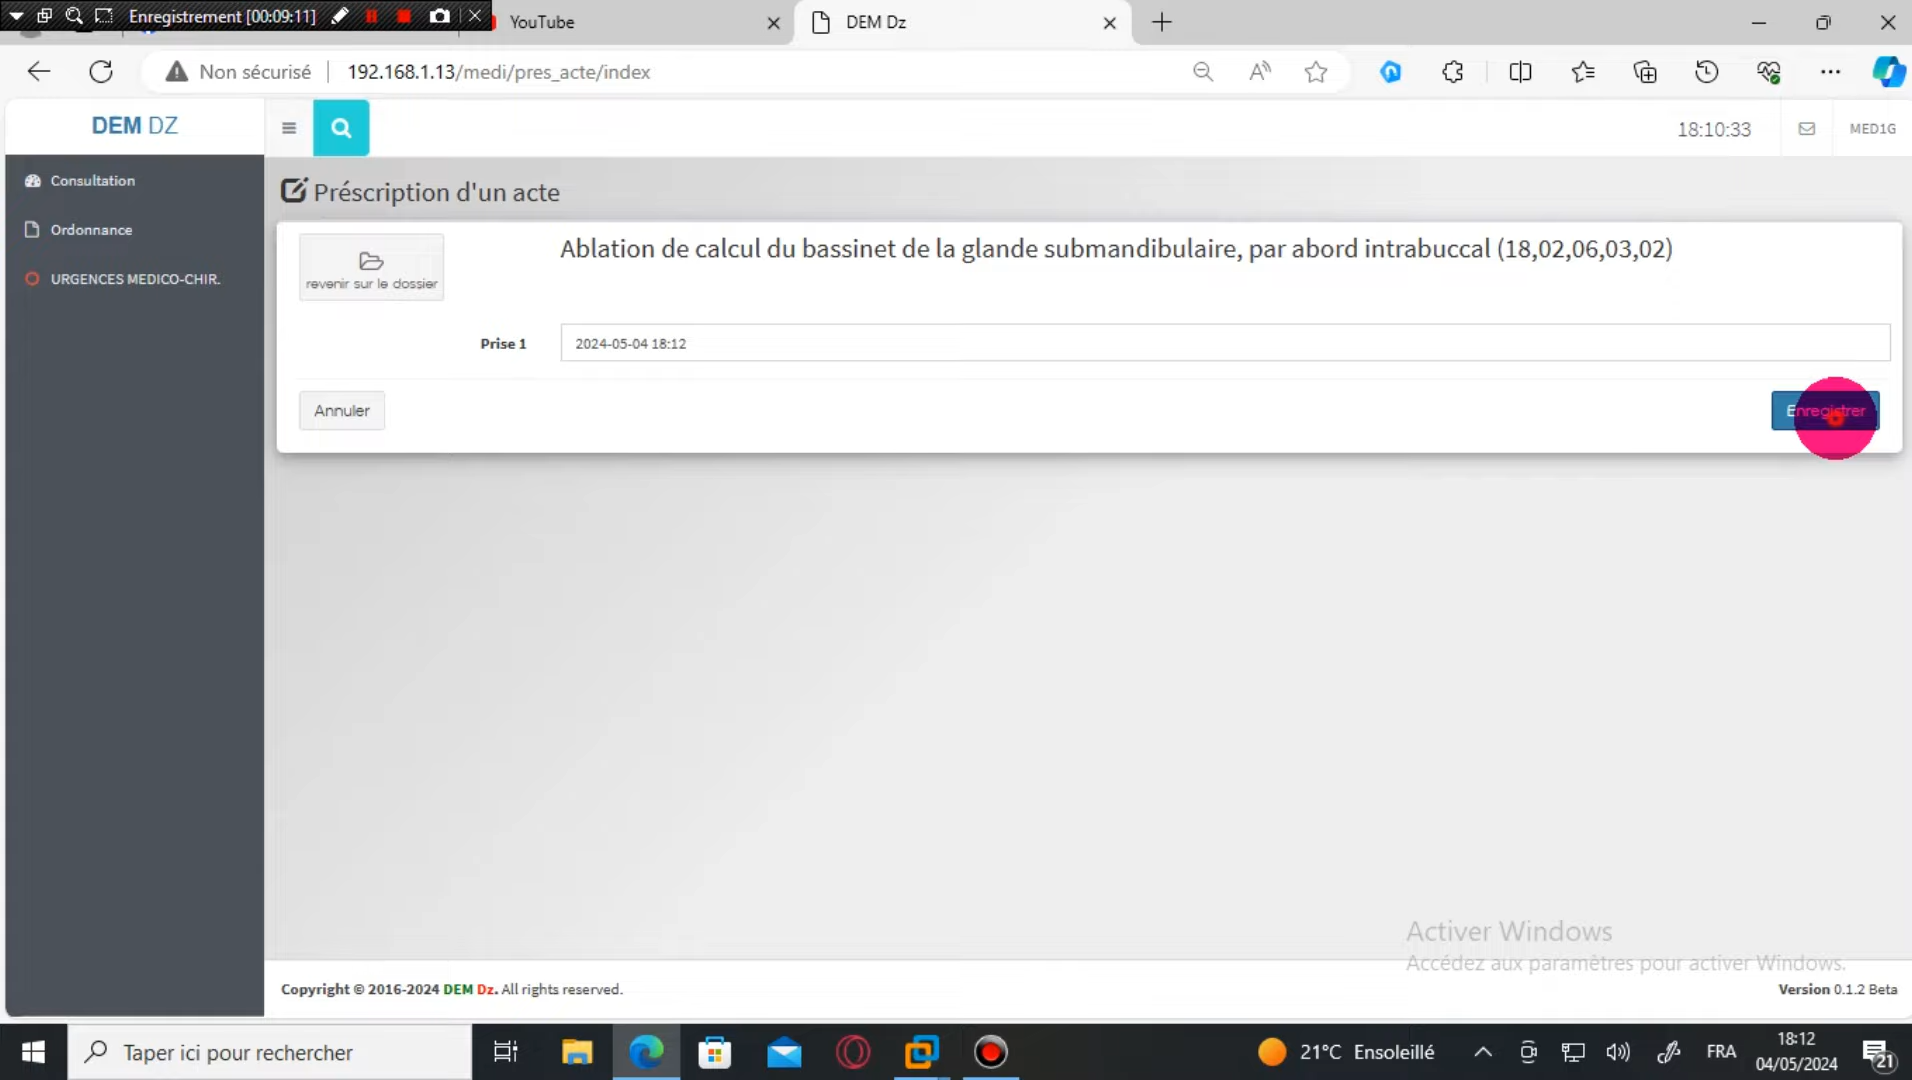 Enregistrement [00:09:11]
YouTube
DEM Dz
Non sécurisé
192.168.1.13/medi/pres_acte/index
DEM DZ
18:10:33
MED1G
Consultation
Ordonnance
URGENCES MEDICO-CHIR.
Préscription d'un acte
revenir sur le dossier
Ablation de calcul du bassinet de la glande submandibulaire, par abord intrabuccal (18,02,06,03,02)
Prise 1
2024-05-04 18:12
Annuler
Enregistrer
Activer Windows
Accédez aux paramètres pour activer Windows.
Copyright © 2016-2024 DEM Dz. All rights reserved.
Version 0.1.2 Beta
Taper ici pour rechercher
21°C Ensoleillé
FRA
18:12
04/05/2024
21